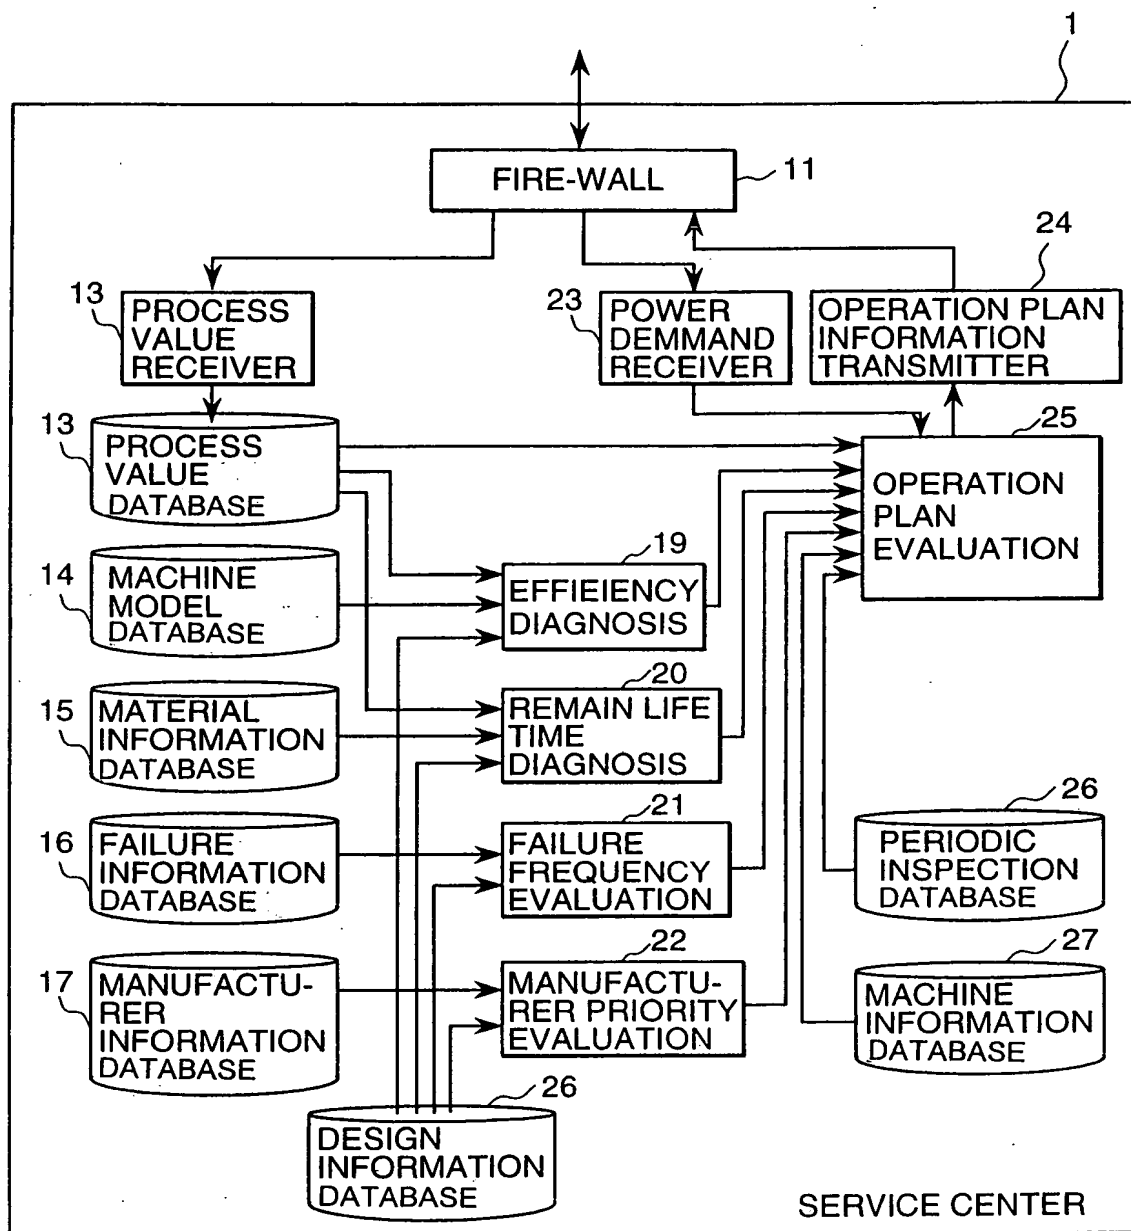 1
FIRE-WALL
11
24
13
PROCESS
VALUE
RECEIVER
23
POWER
DEMMAND
RECEIVER
OPERATION PLAN
INFORMATION
TRANSMITTER
13
PROCESS
VALUE
DATABASE
25
OPERATION
PLAN
EVALUATION
14
MACHINE
MODEL
DATABASE
19
EFFIEIENCY
DIAGNOSIS
15
MATERIAL
INFORMATION
DATABASE
20
REMAIN LIFE
TIME
DIAGNOSIS
16
FAILURE
INFORMATION
DATABASE
21
FAILURE
FREQUENCY
EVALUATION
26
PERIODIC
INSPECTION
DATABASE
17
MANUFACTU-
RER
INFORMATION
DATABASE
22
MANUFACTU-
RER PRIORITY
EVALUATION
27
MACHINE
INFORMATION
DATABASE
26
DESIGN
INFORMATION
DATABASE
SERVICE CENTER